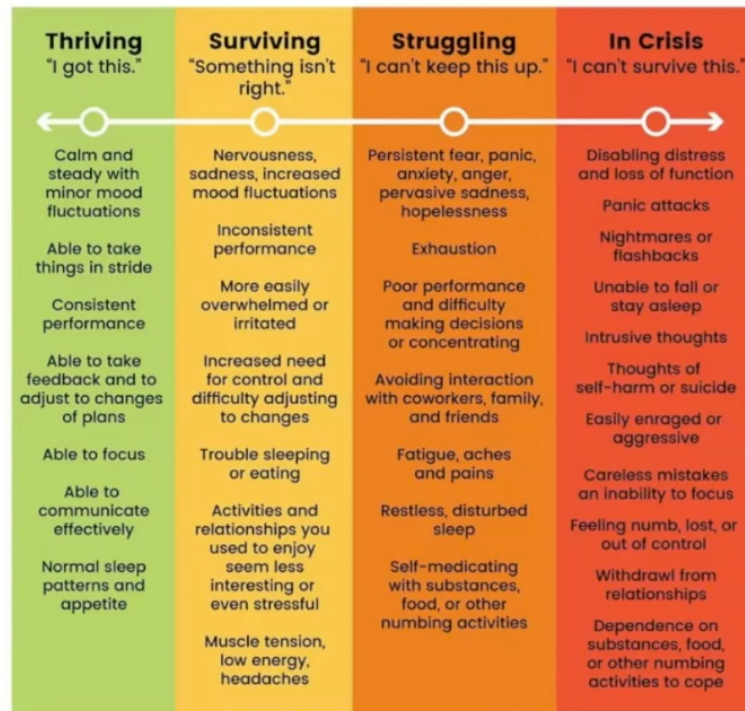 Thriving
"I got this."
Calm and
steady with
minor mood
fluctuations
Able to take
things in stride
Consistent
performance
Able to take
feedback and to
adjust to changes
of plans
Able to focus
Able to
communicate
effectively
Normal sleep
patterns and
appetite
Surviving
"Something isn't
right."
Nervousness,
sadness, increased
mood fluctuations
Inconsistent
performance
More easily
overwhelmed or
irritated
Increased need
for control and
difficulty adjusting
to changes
Trouble sleeping
or eating
Activities and
relationships you
used to enjoy
seem less
interesting or
even stressful
Muscle tension,
low energy,
headaches
Struggling
"I can't keep this up."
Persistent fear, panic,
anxiety, anger,
pervasive sadness,
hopelessness
Exhaustion
Poor performance
and difficulty
making decisions
or concentrating
Avoiding interaction
with coworkers, family,
and friends
Fatigue, aches
and pains
Restless, disturbed
sleep
Self-medicating
with substances,
food, or other
numbing activities
In Crisis
"I can't survive this."
Disabling distress
and loss of function
Panic attacks
Nightmares or
flashbacks
Unable to fall or
stay asleep
Intrusive thoughts
Thoughts of
self-harm or suicide
Easily enraged or
aggressive
Careless mistakes
an inability to focus
Feeling numb, lost, or
out of control
Withdrawl from
relationships
Dependence on
substances, food,
or other numbing
activities to cope